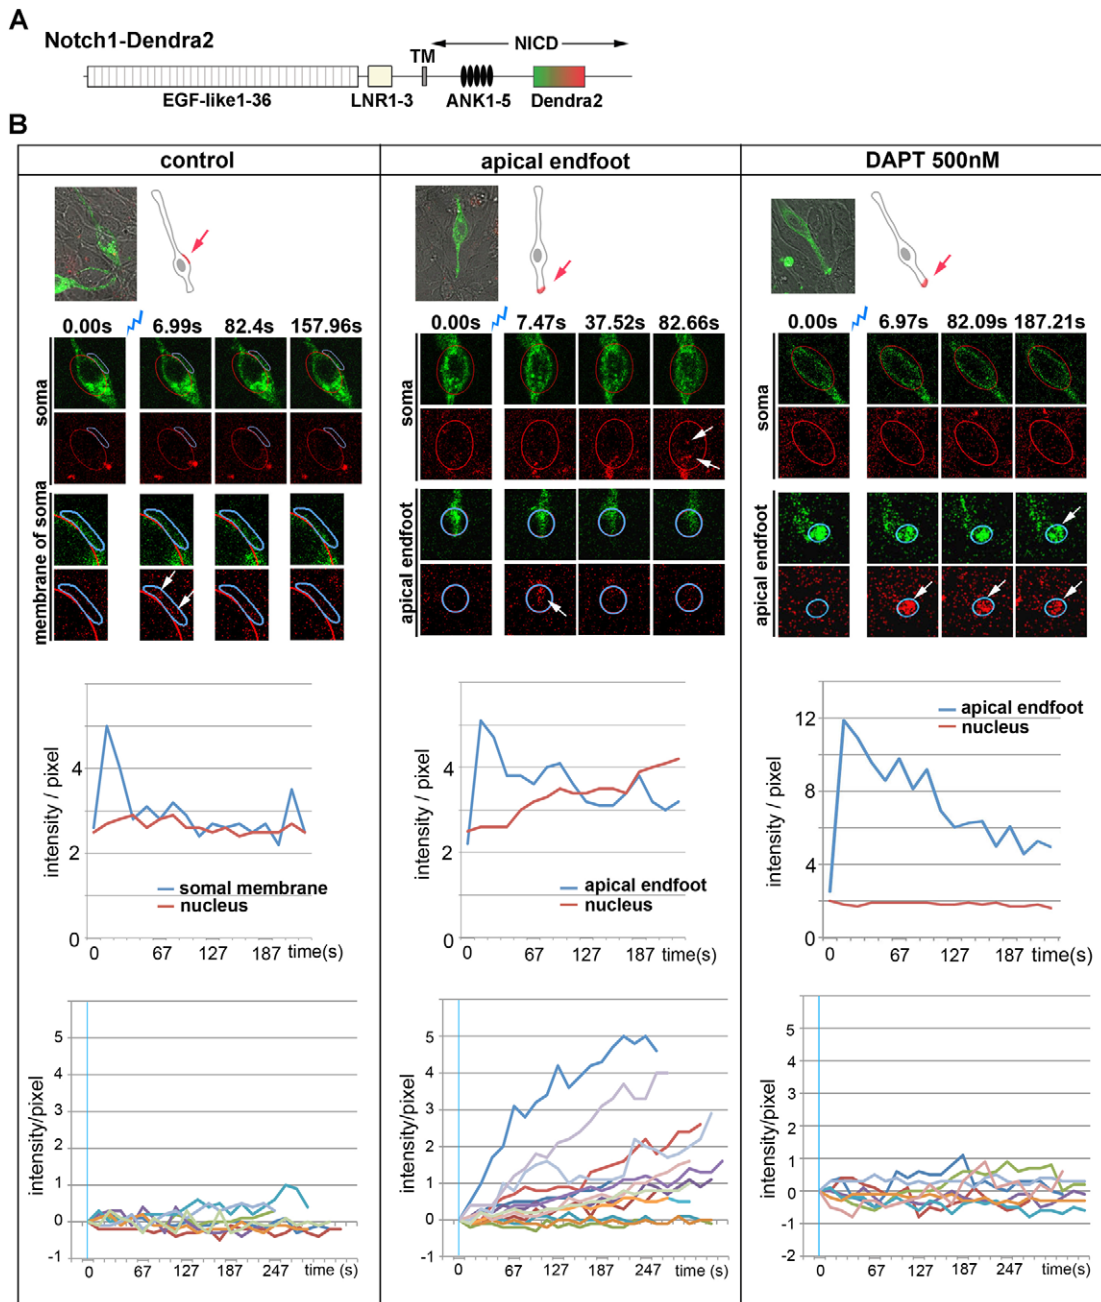 A
Notch1-Dendra2
TM
NICD
EGF-like1-36
LNR1-3
ANK1-5
Dendra2
B
control
apical endfoot
DAPT 500nM
0.00s 6.99s 82.4s 157.96s
soma
membrane of soma
0.00s 7.47s 37.52s 82.66s
soma
apical endfoot
0.00s 6.97s 82.09s 187.21s
soma
apical endfoot
intensity / pixel
4
2
0
somal membrane
nucleus
0 67 127 187 time(s)
intensity / pixel
4
2
0
apical endfoot
nucleus
0 67 127 187 time(s)
intensity / pixel
12
8
4
0
apical endfoot
nucleus
0 67 127 187 time(s)
intensity/pixel
5
4
3
2
1
0
-1
0 67 127 187 247 time (s)
intensity/pixel
5
4
3
2
1
0
-1
0 67 127 187 247 time (s)
intensity/pixel
5
4
3
2
1
0
-1
-2
0 67 127 187 247 time(s)